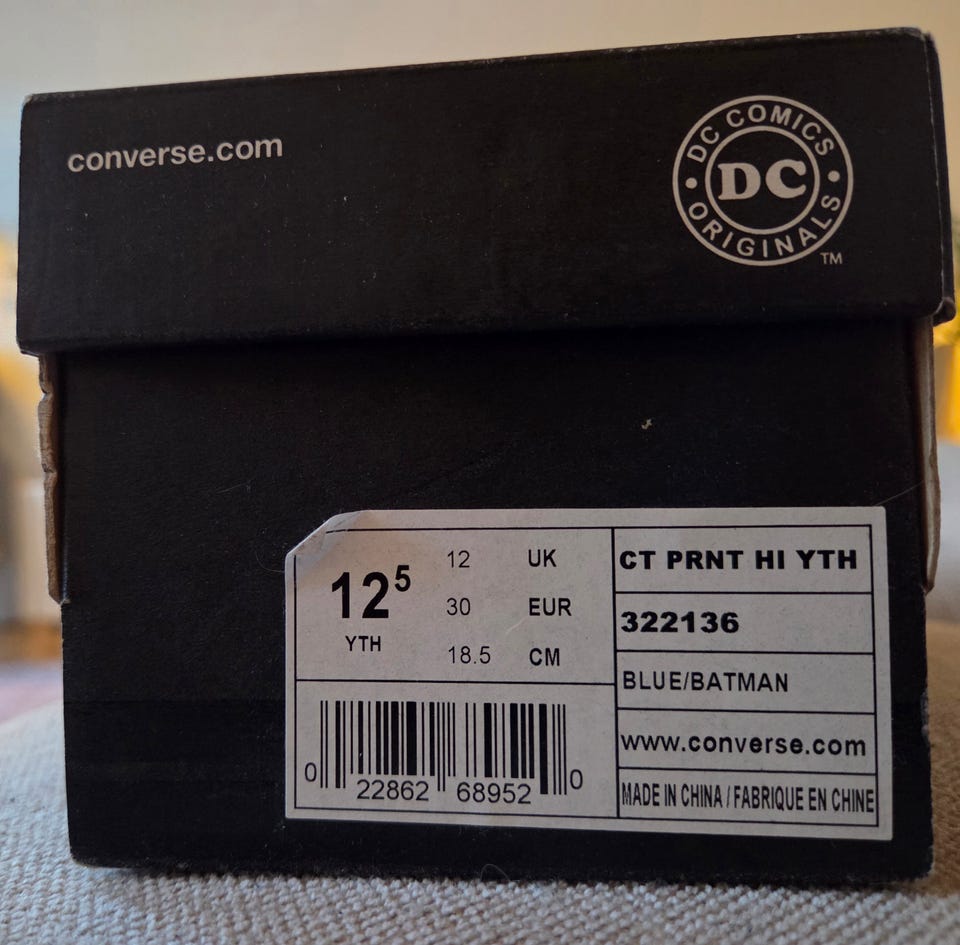 converse.com
DC COMICS
DC
ORIGINALS
TM
12⁵
YTH
12 UK
30 EUR
18.5 CM
0 22862 68952 0
CT PRNT HI YTH
322136
BLUE/BATMAN
www.converse.com
MADE IN CHINA / FABRIQUE EN CHINE